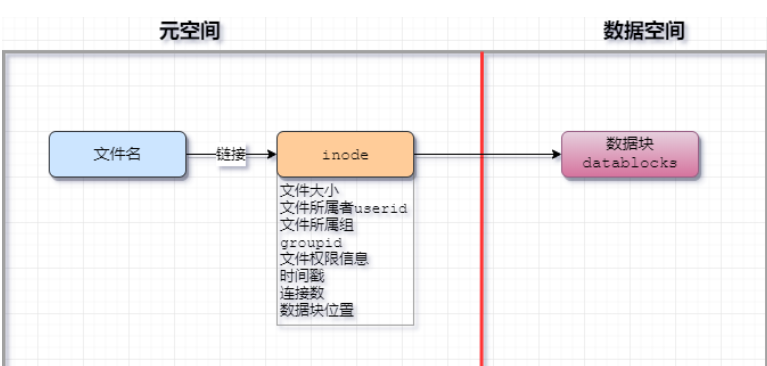 元空间
数据空间
文件名
链接
inode
数据块
datablocks
文件大小
文件所属者userid
文件所属组
groupid
文件权限信息
时间戳
连接数
数据块位置